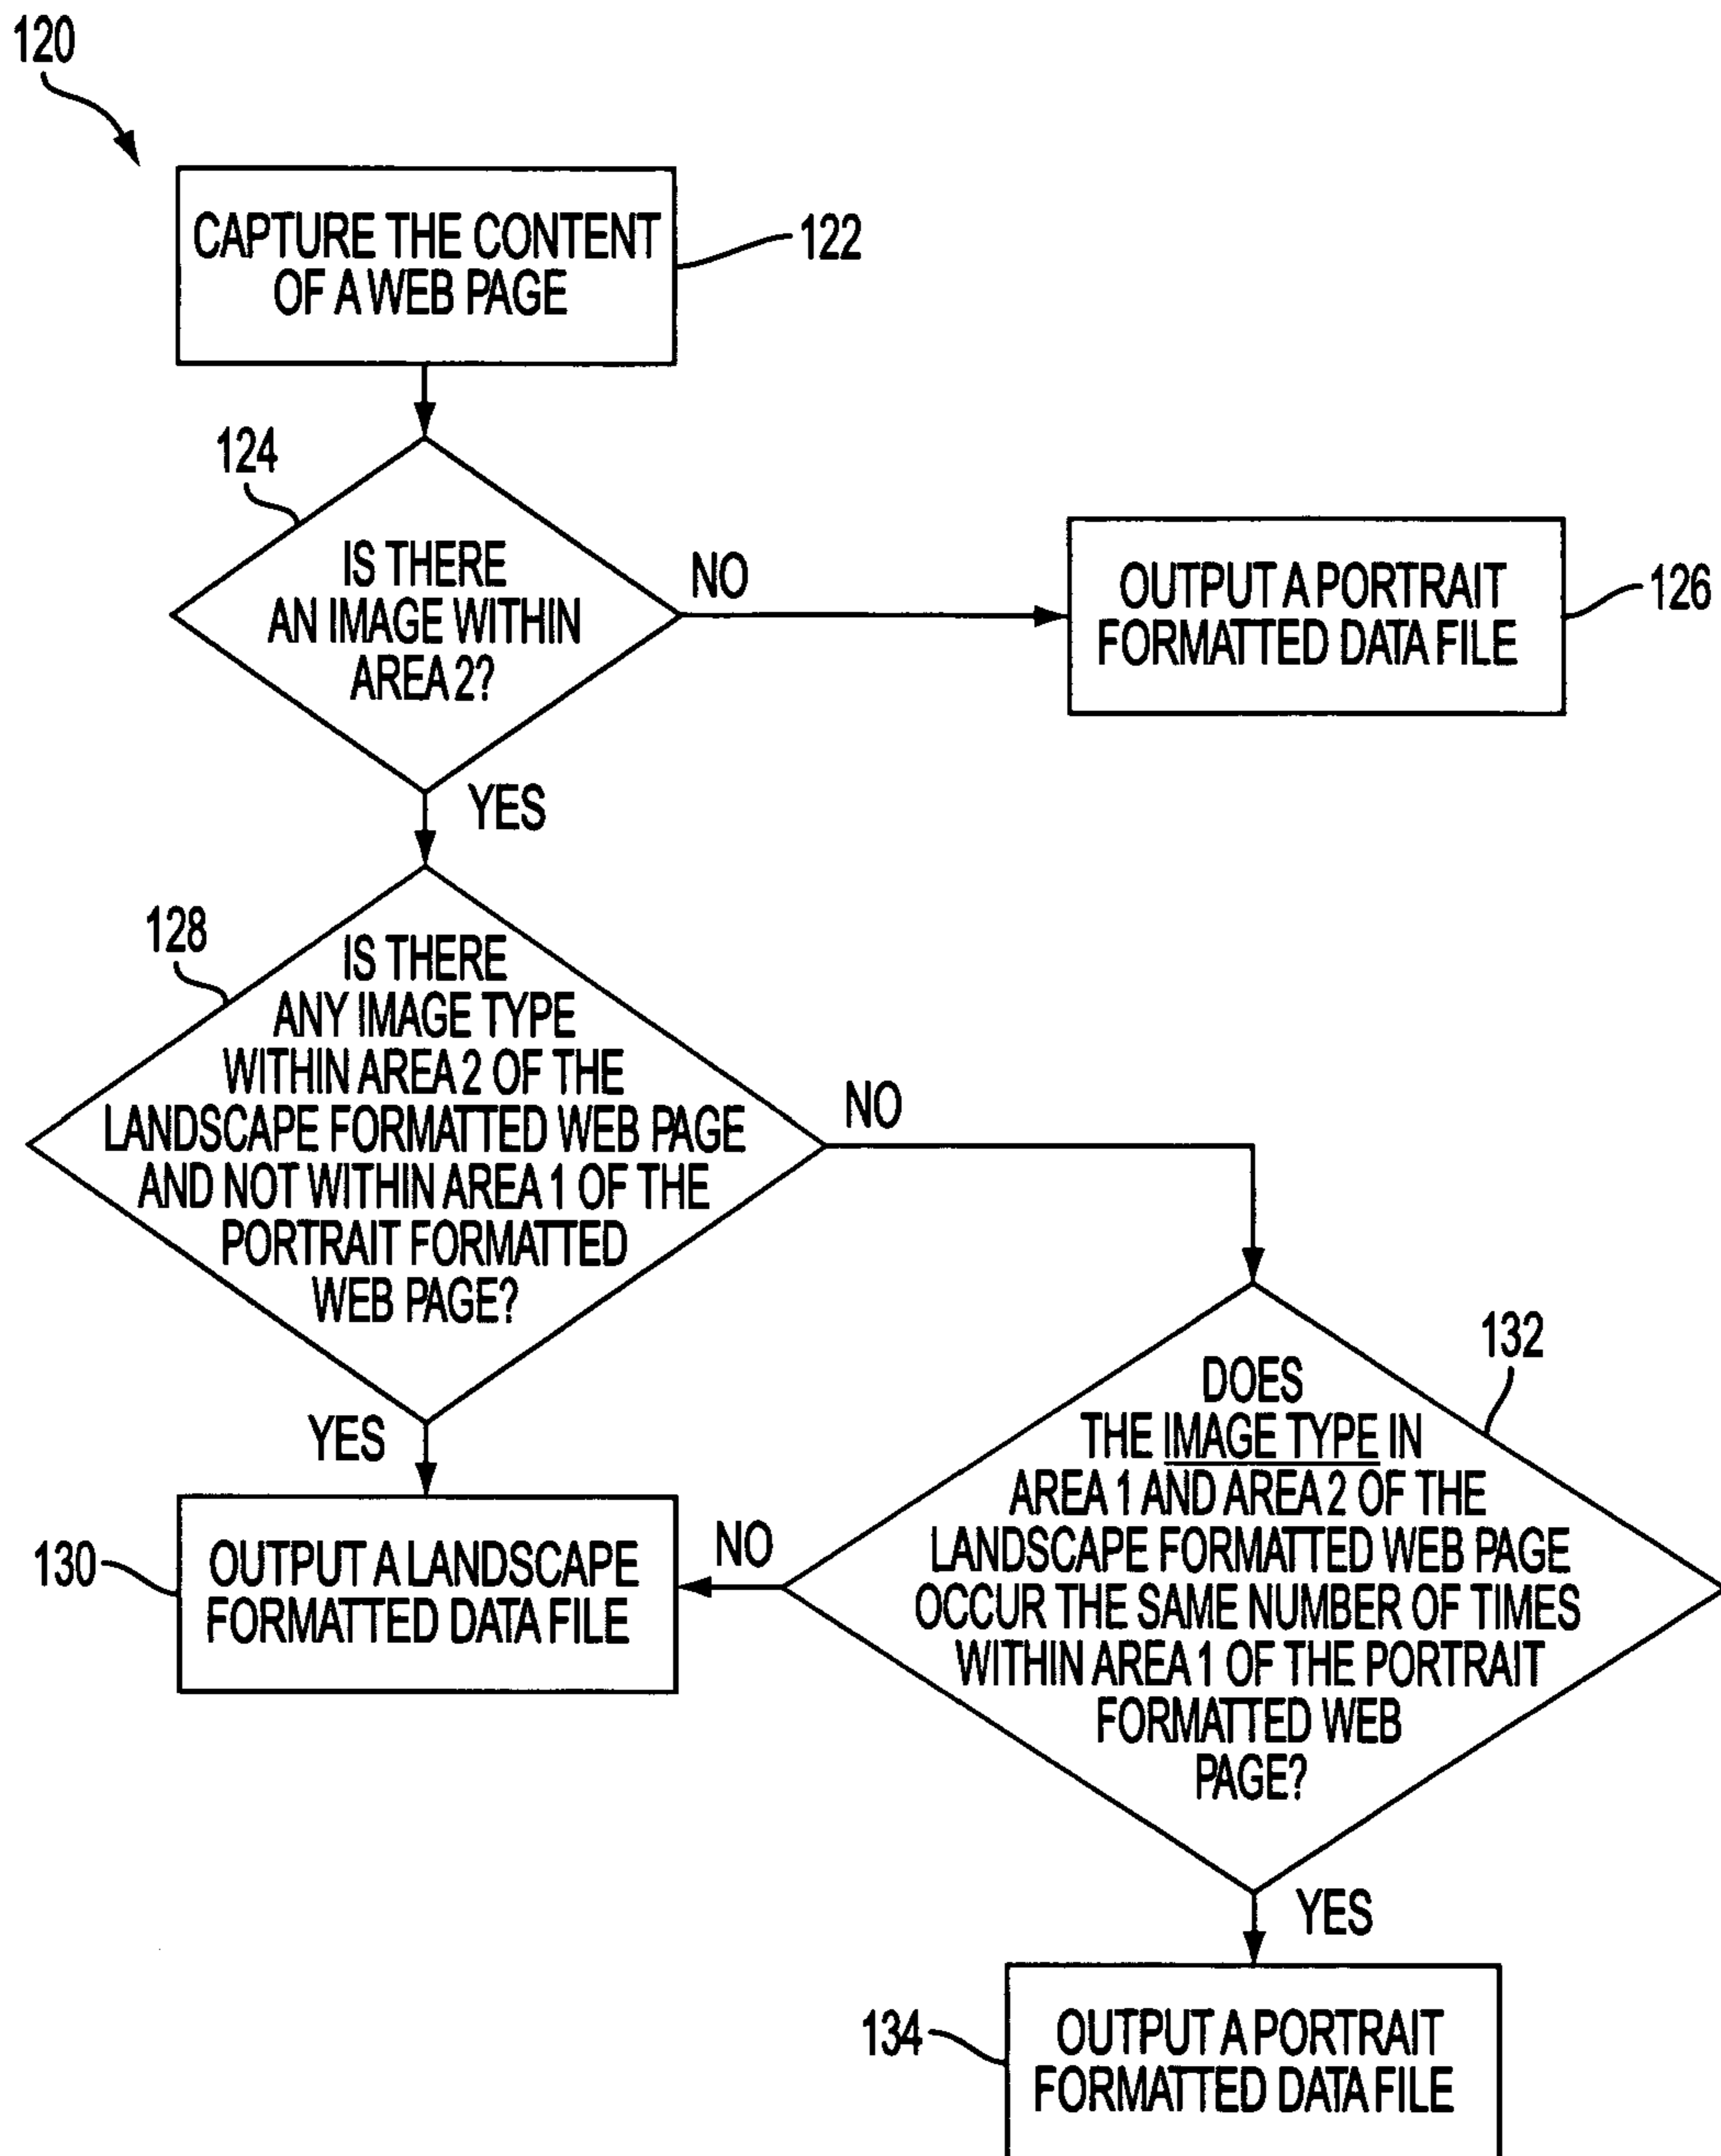 120
CAPTURE THE CONTENT
OF A WEB PAGE
122
124
IS THERE
AN IMAGE WITHIN
AREA 2?
NO
OUTPUT A PORTRAIT
FORMATTED DATA FILE
126
YES
128
IS THERE
ANY IMAGE TYPE
WITHIN AREA 2 OF THE
LANDSCAPE FORMATTED WEB PAGE
AND NOT WITHIN AREA 1 OF THE
PORTRAIT FORMATTED
WEB PAGE?
NO
YES
130
OUTPUT A LANDSCAPE
FORMATTED DATA FILE
132
DOES
THE IMAGE TYPE IN
AREA 1 AND AREA 2 OF THE
LANDSCAPE FORMATTED WEB PAGE
OCCUR THE SAME NUMBER OF TIMES
WITHIN AREA 1 OF THE PORTRAIT
FORMATTED WEB
PAGE?
NO
YES
134
OUTPUT A PORTRAIT
FORMATTED DATA FILE